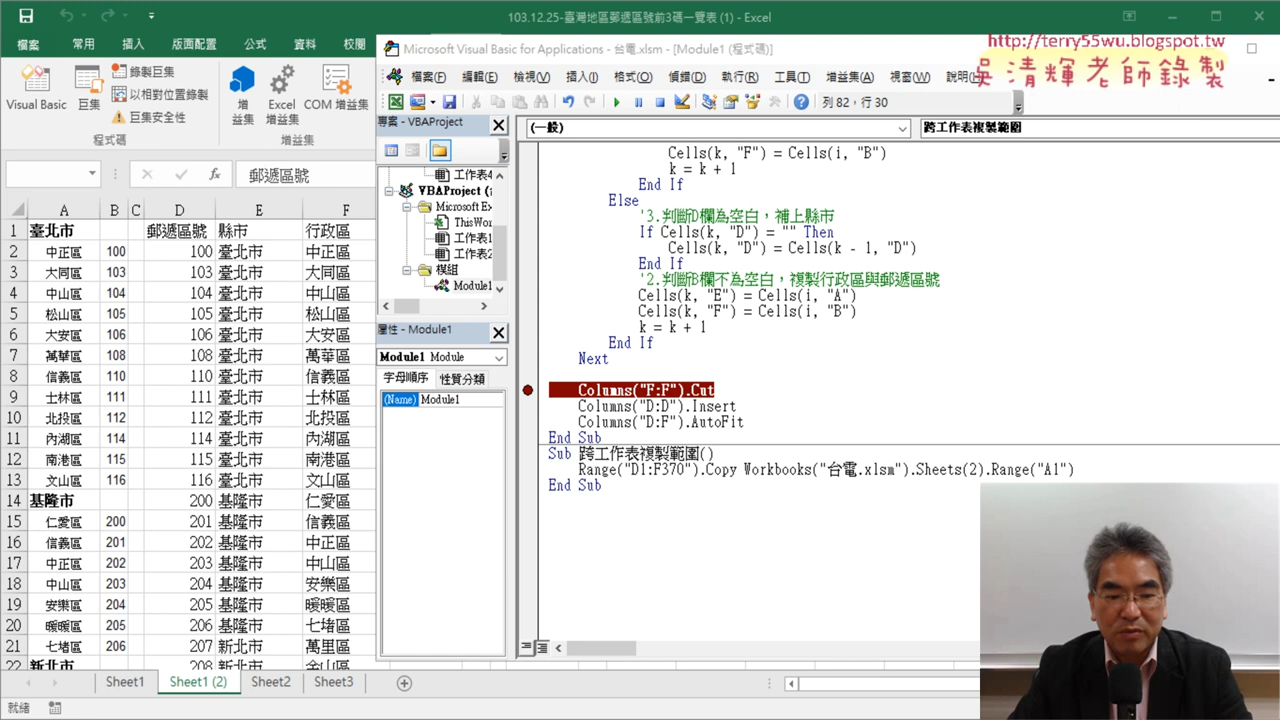 103.12.25-臺灣地區郵遞區號前3碼一覽表 (1) - Excel
檔案 常用 插入 版面配置 公式 資料 校閱
Microsoft Visual Basic for Applications - 台電.xlsm - [Module1 (程式碼)]
http://terry55wu.blogspot.tw
吳清輝老師錄製
檔案(F) 編輯(E) 檢視(V) 插入(I) 格式(O) 偵錯(D) 執行(R) 工具(T) 增益集(A) 視窗(W) 說明(H)
列 82，行 30
Visual Basic 巨集 錄製巨集 以相對位置錄製 巨集安全性 程式碼
增益集 Excel 增益集 COM 增益集 增益集
fx 郵遞區號
專案 - VBAProject
工作表4
VBAProject (台
Microsoft Ex
ThisWor
工作表1
工作表2
模組
Module1
屬性 - Module1
Module1 Module
字母順序 性質分類
(Name) Module1
(一般) 跨工作表複製範圍
Cells(k, "F") = Cells(i, "B")
k = k + 1
End If
Else
'3.判斷D欄為空白，補上縣市
If Cells(k, "D") = "" Then
Cells(k, "D") = Cells(k - 1, "D")
End If
'2.判斷B欄不為空白，複製行政區與郵遞區號
Cells(k, "E") = Cells(i, "A")
Cells(k, "F") = Cells(i, "B")
k = k + 1
End If
Next
Columns("F:F").Cut
Columns("D:D").Insert
Columns("D:F").AutoFit
End Sub
Sub 跨工作表複製範圍()
Range("D1:F370").Copy Workbooks("台電.xlsm").Sheets(2).Range("A1")
End Sub
A B C D E F
1 臺北市 郵遞區號 縣市 行政區
2 中正區 100 100 臺北市 中正區
3 大同區 103 103 臺北市 大同區
4 中山區 104 104 臺北市 中山區
5 松山區 105 105 臺北市 松山區
6 大安區 106 106 臺北市 大安區
7 萬華區 108 108 臺北市 萬華區
8 信義區 110 110 臺北市 信義區
9 士林區 111 111 臺北市 士林區
10 北投區 112 112 臺北市 北投區
11 內湖區 114 114 臺北市 內湖區
12 南港區 115 115 臺北市 南港區
13 文山區 116 116 臺北市 文山區
14 基隆市 200 基隆市 仁愛區
15 仁愛區 200 201 基隆市 信義區
16 信義區 201 202 基隆市 中正區
17 中正區 202 203 基隆市 中山區
18 中山區 203 204 基隆市 安樂區
19 安樂區 204 205 基隆市 暖暖區
20 暖暖區 205 206 基隆市 七堵區
21 七堵區 206 207 新北市 萬里區
22 新北市 208 新北市 金山區
Sheet1 Sheet1 (2) Sheet2 Sheet3
就緒